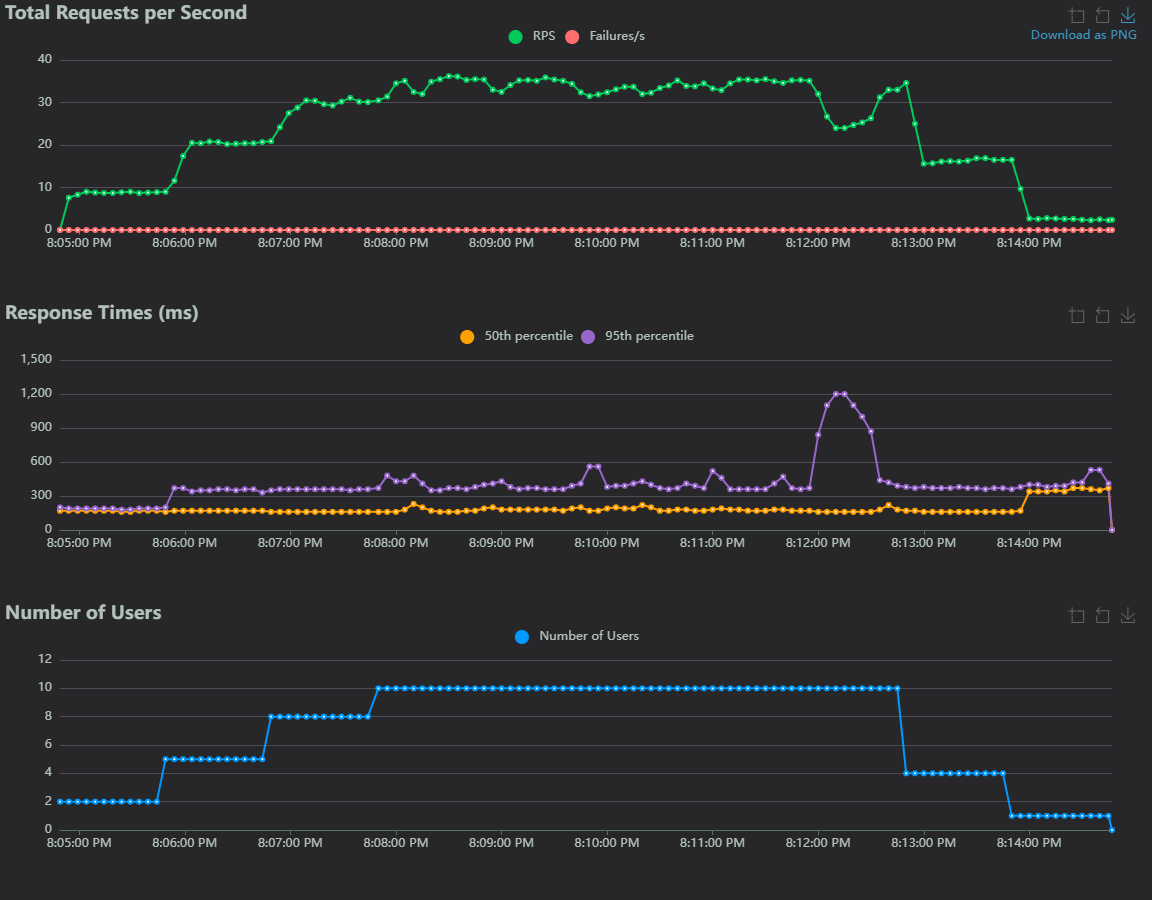 Total Requests per Second
RPS Failures/s
Download as PNG
40
30
20
10
0
8:05:00 PM 8:06:00 PM 8:07:00 PM 8:08:00 PM 8:09:00 PM 8:10:00 PM 8:11:00 PM 8:12:00 PM 8:13:00 PM 8:14:00 PM
Response Times (ms)
50th percentile 95th percentile
1,500
1,200
900
600
300
0
8:05:00 PM 8:06:00 PM 8:07:00 PM 8:08:00 PM 8:09:00 PM 8:10:00 PM 8:11:00 PM 8:12:00 PM 8:13:00 PM 8:14:00 PM
Number of Users
Number of Users
12
10
8
6
4
2
0
8:05:00 PM 8:06:00 PM 8:07:00 PM 8:08:00 PM 8:09:00 PM 8:10:00 PM 8:11:00 PM 8:12:00 PM 8:13:00 PM 8:14:00 PM